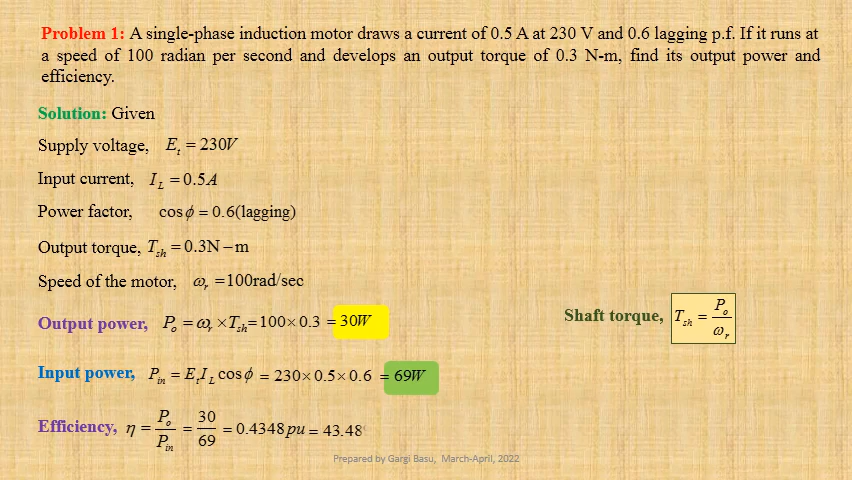 Problem 1: A single-phase induction motor draws a current of 0.5 A at 230 V and 0.6 lagging p.f. If it runs at
a speed of 100 radian per second and develops an output torque of 0.3 N-m, find its output power and
efficiency.
Solution: Given
Supply voltage, E_t = 230V
Input current, I_L = 0.5A
Power factor, cos ϕ = 0.6(lagging)
Output torque, T_sh = 0.3N – m
Speed of the motor, ω_r = 100rad/sec
Output power, P_o = ω_r × T_sh = 100 × 0.3 = 30W
Shaft torque, T_sh = P_o / ω_r
Input power, P_in = E_t I_L cos ϕ = 230 × 0.5 × 0.6 = 69W
Efficiency, η = P_o / P_in = 30 / 69 = 0.4348 pu = 43.48
Prepared by Gargi Basu, March-April, 2022